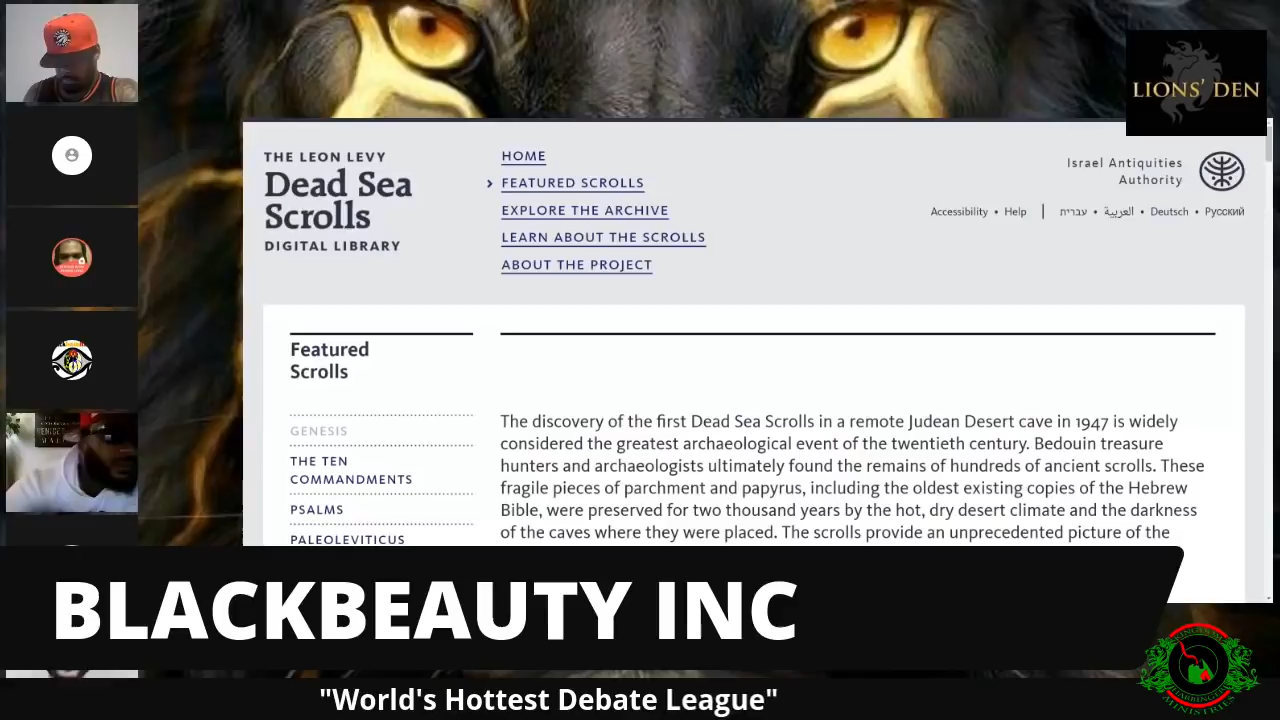 LIONS' DEN
THE LEON LEVY
Dead Sea
Scrolls
DIGITAL LIBRARY
HOME
› FEATURED SCROLLS
EXPLORE THE ARCHIVE
LEARN ABOUT THE SCROLLS
ABOUT THE PROJECT
Israel Antiquities
Authority
Accessibility • Help | עברית • العربية • Deutsch • Русский
Featured
Scrolls
GENESIS
THE TEN
COMMANDMENTS
PSALMS
PALEOLEVITICUS
The discovery of the first Dead Sea Scrolls in a remote Judean Desert cave in 1947 is widely
considered the greatest archaeological event of the twentieth century. Bedouin treasure
hunters and archaeologists ultimately found the remains of hundreds of ancient scrolls. These
fragile pieces of parchment and papyrus, including the oldest existing copies of the Hebrew
Bible, were preserved for two thousand years by the hot, dry desert climate and the darkness
of the caves where they were placed. The scrolls provide an unprecedented picture of the
BLACKBEAUTY INC
"World's Hottest Debate League"
KINGDOM
HARBINGERS
MINISTRIES